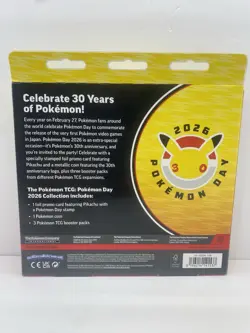 Celebrate 30 Years
of Pokémon!
Every year on February 27, Pokémon fans around
the world celebrate Pokémon Day to commemorate
the release of the very first Pokémon video games
in Japan. Pokémon Day 2026 is an extra-special
occasion—it's Pokémon's 30th anniversary, and
you're invited to the party! Celebrate with a
specially stamped foil promo card featuring
Pikachu and a metallic coin featuring the 30th
anniversary logo, plus three booster packs
from different Pokémon TCG expansions.
The Pokémon TCG: Pokémon Day
2026 Collection includes:
• 1 foil promo card featuring Pikachu with
a Pokémon Day stamp
• 1 Pokémon coin
• 3 Pokémon TCG booster packs
2026
30
POKÉMON DAY